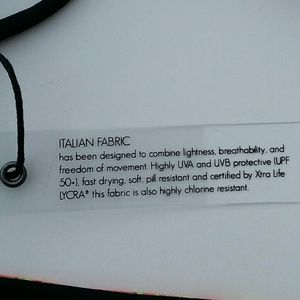 ITALIAN FABRIC
has been designed to combine lightness, breathability, and
freedom of movement. Highly UVA and UVB protective (UPF
50+), fast drying, soft, pill resistant and certified by Xtra Life
LYCRA® this fabric is also highly chlorine resistant.